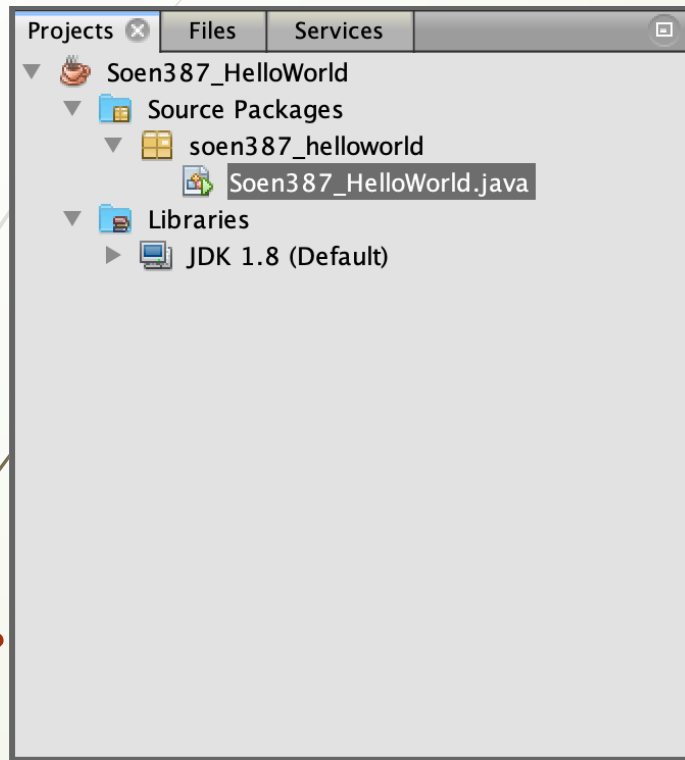 Projects Files Services
Soen387_HelloWorld
Source Packages
soen387_helloworld
Soen387_HelloWorld.java
Libraries
JDK 1.8 (Default)